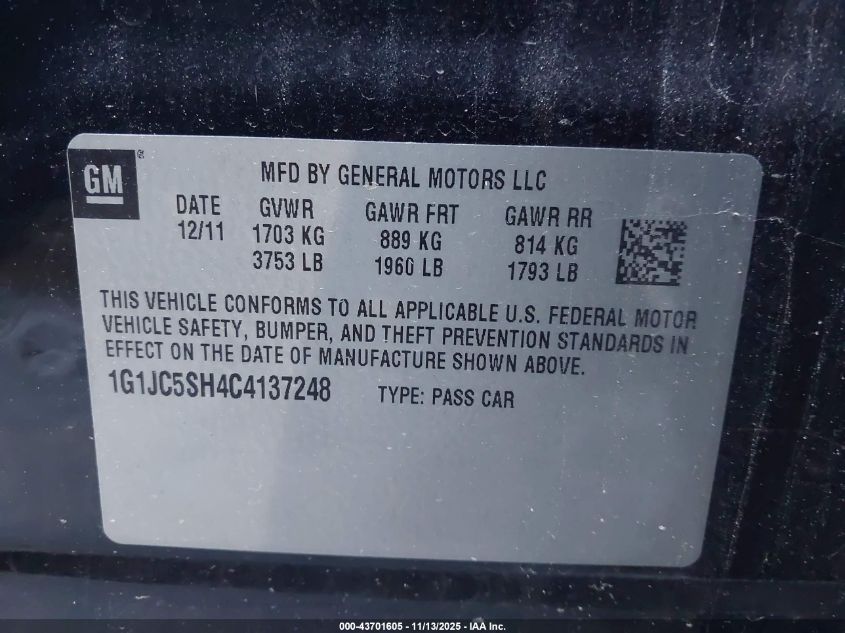 GM ®
MFD BY GENERAL MOTORS LLC
DATE GVWR GAWR FRT GAWR RR
12/11 1703 KG 889 KG 814 KG
3753 LB 1960 LB 1793 LB
THIS VEHICLE CONFORMS TO ALL APPLICABLE U.S. FEDERAL MOTOR
VEHICLE SAFETY, BUMPER, AND THEFT PREVENTION STANDARDS IN
EFFECT ON THE DATE OF MANUFACTURE SHOWN ABOVE.
1G1JC5SH4C4137248 TYPE: PASS CAR
000-43701605 - 11/13/2025 - IAA Inc.